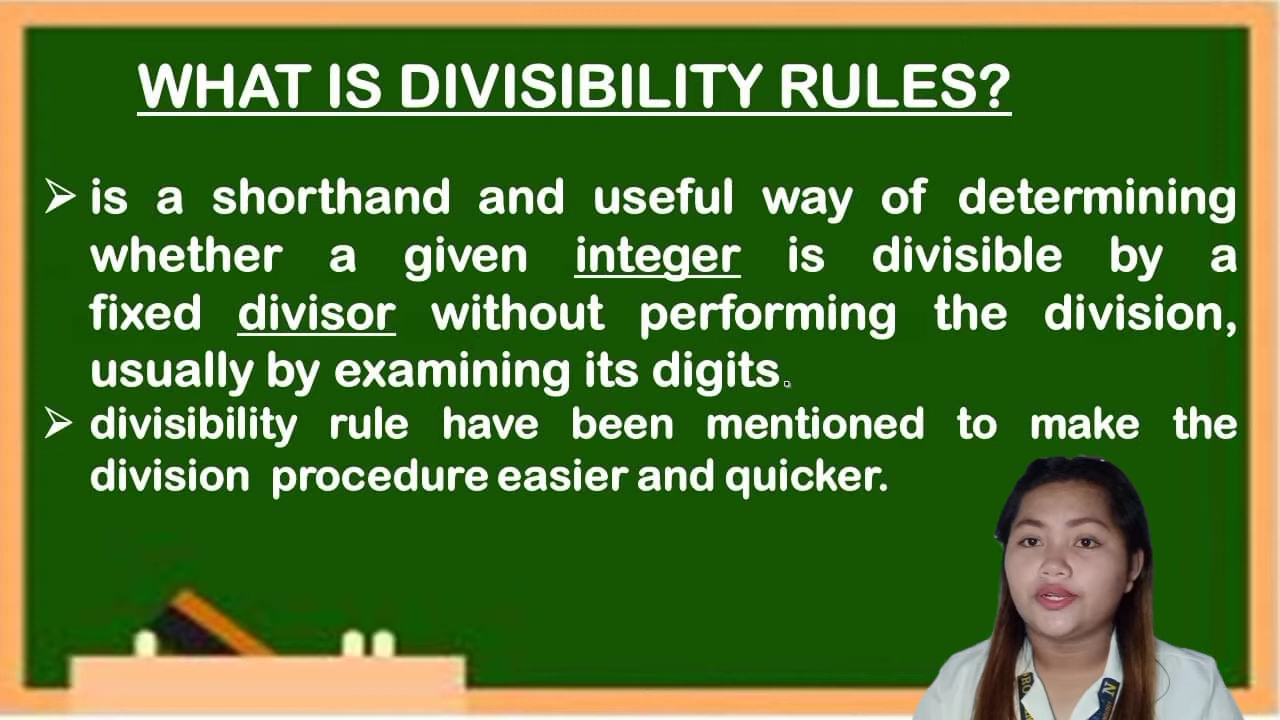 WHAT IS DIVISIBILITY RULES?
➢ is a shorthand and useful way of determining
whether a given integer is divisible by a
fixed divisor without performing the division,
usually by examining its digits.
➢ divisibility rule have been mentioned to make the
division procedure easier and quicker.